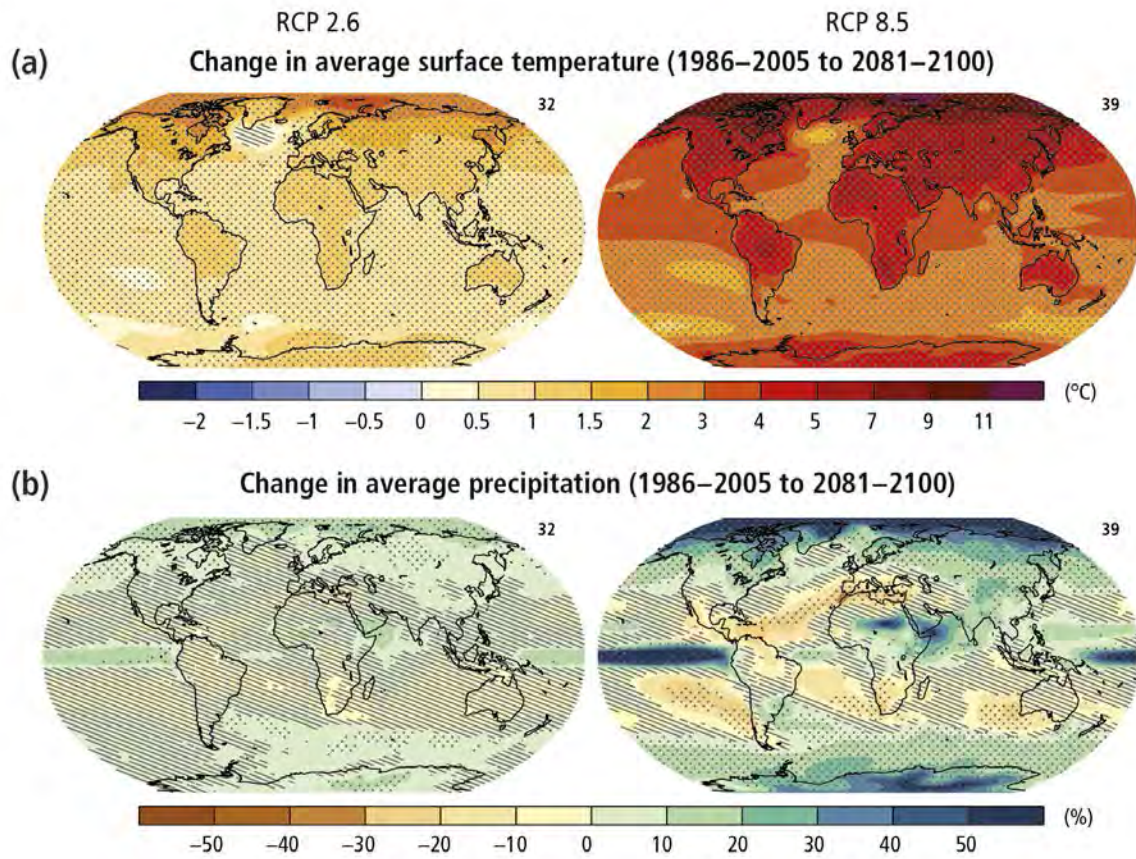 RCP 2.6 RCP 8.5
(a) Change in average surface temperature (1986–2005 to 2081–2100)
32 39
(°C)
−2 −1.5 −1 −0.5 0 0.5 1 1.5 2 3 4 5 7 9 11
(b) Change in average precipitation (1986–2005 to 2081–2100)
32 39
(%)
−50 −40 −30 −20 −10 0 10 20 30 40 50